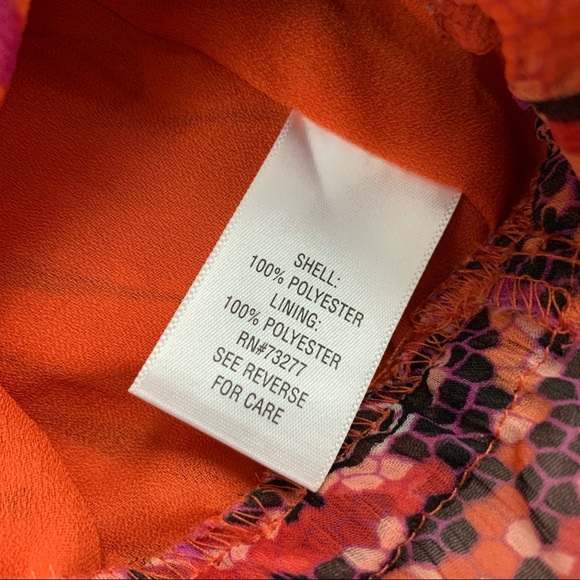 SHELL:
100% POLYESTER
LINING:
100% POLYESTER
RN#73277
SEE REVERSE
FOR CARE